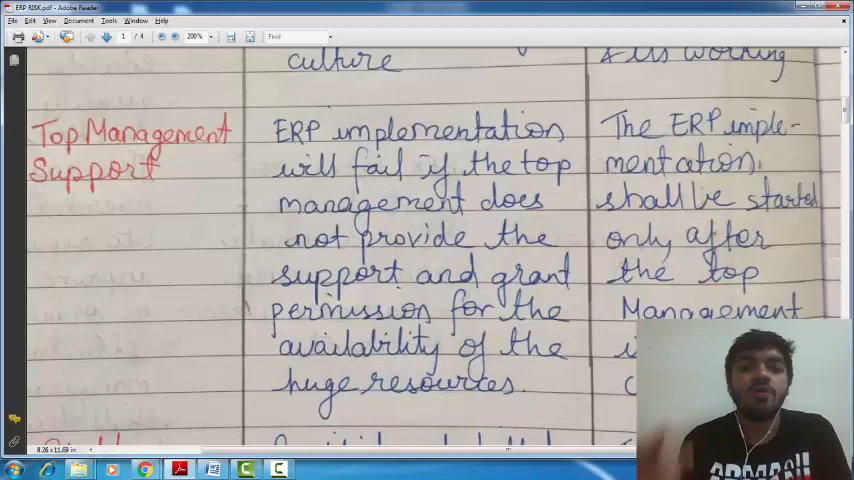 ERP RISK.pdf - Adobe Reader
File Edit View Document Tools Window Help
1 / 4 200% Find
culture
& its working
Top Management
Support
ERP implementation
will fail if the top
management does
not provide the
support and grant
permission for the
availability of the
huge resources.
The ERP imple-
mentation
shall be started
only after
the top
Management
8.26 x 11.69 in
ARMANI